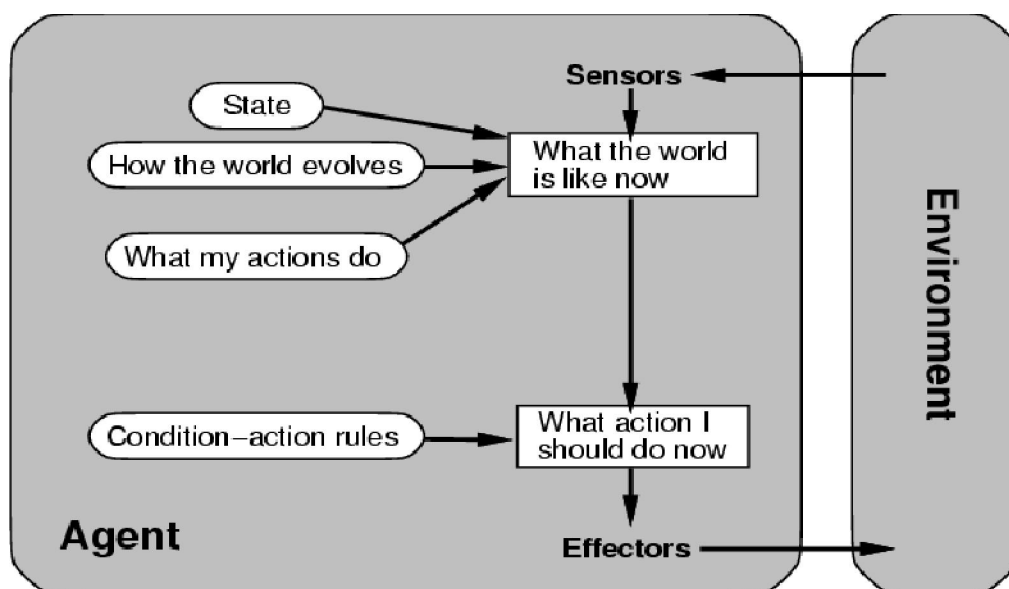 Sensors
State
What the world
is like now
How the world evolves
What my actions do
Environment
Condition–action rules
What action I
should do now
Agent
Effectors